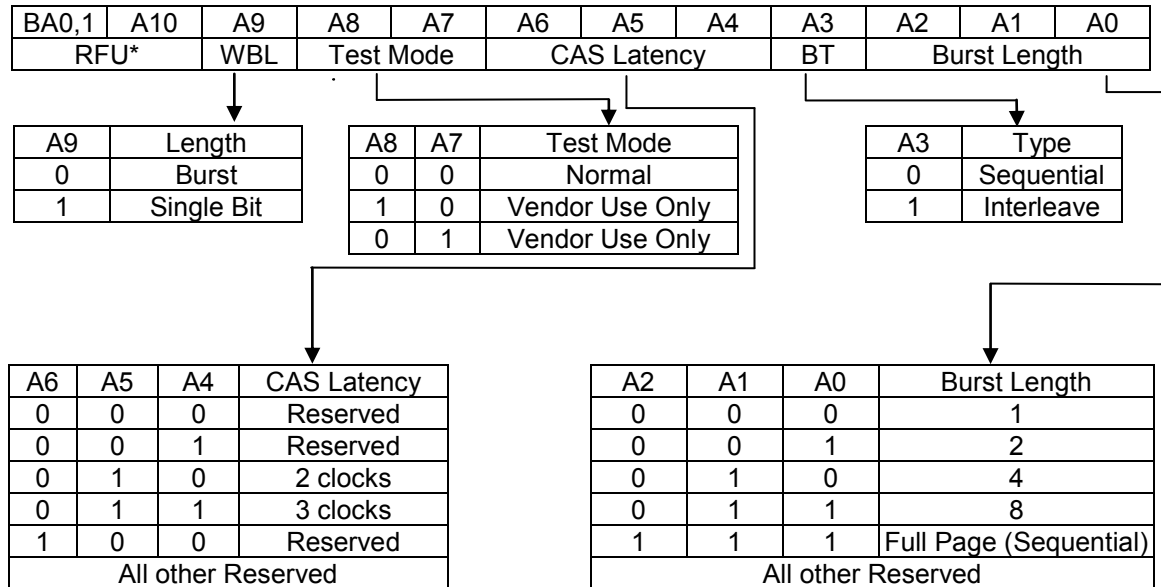 BA0,1 A10 A9 A8 A7 A6 A5 A4 A3 A2 A1 A0
RFU* WBL Test Mode CAS Latency BT Burst Length
A9 Length
0 Burst
1 Single Bit
A8 A7 Test Mode
0 0 Normal
1 0 Vendor Use Only
0 1 Vendor Use Only
A3 Type
0 Sequential
1 Interleave
A6 A5 A4 CAS Latency
0 0 0 Reserved
0 0 1 Reserved
0 1 0 2 clocks
0 1 1 3 clocks
1 0 0 Reserved
All other Reserved
A2 A1 A0 Burst Length
0 0 0 1
0 0 1 2
0 1 0 4
0 1 1 8
1 1 1 Full Page (Sequential)
All other Reserved